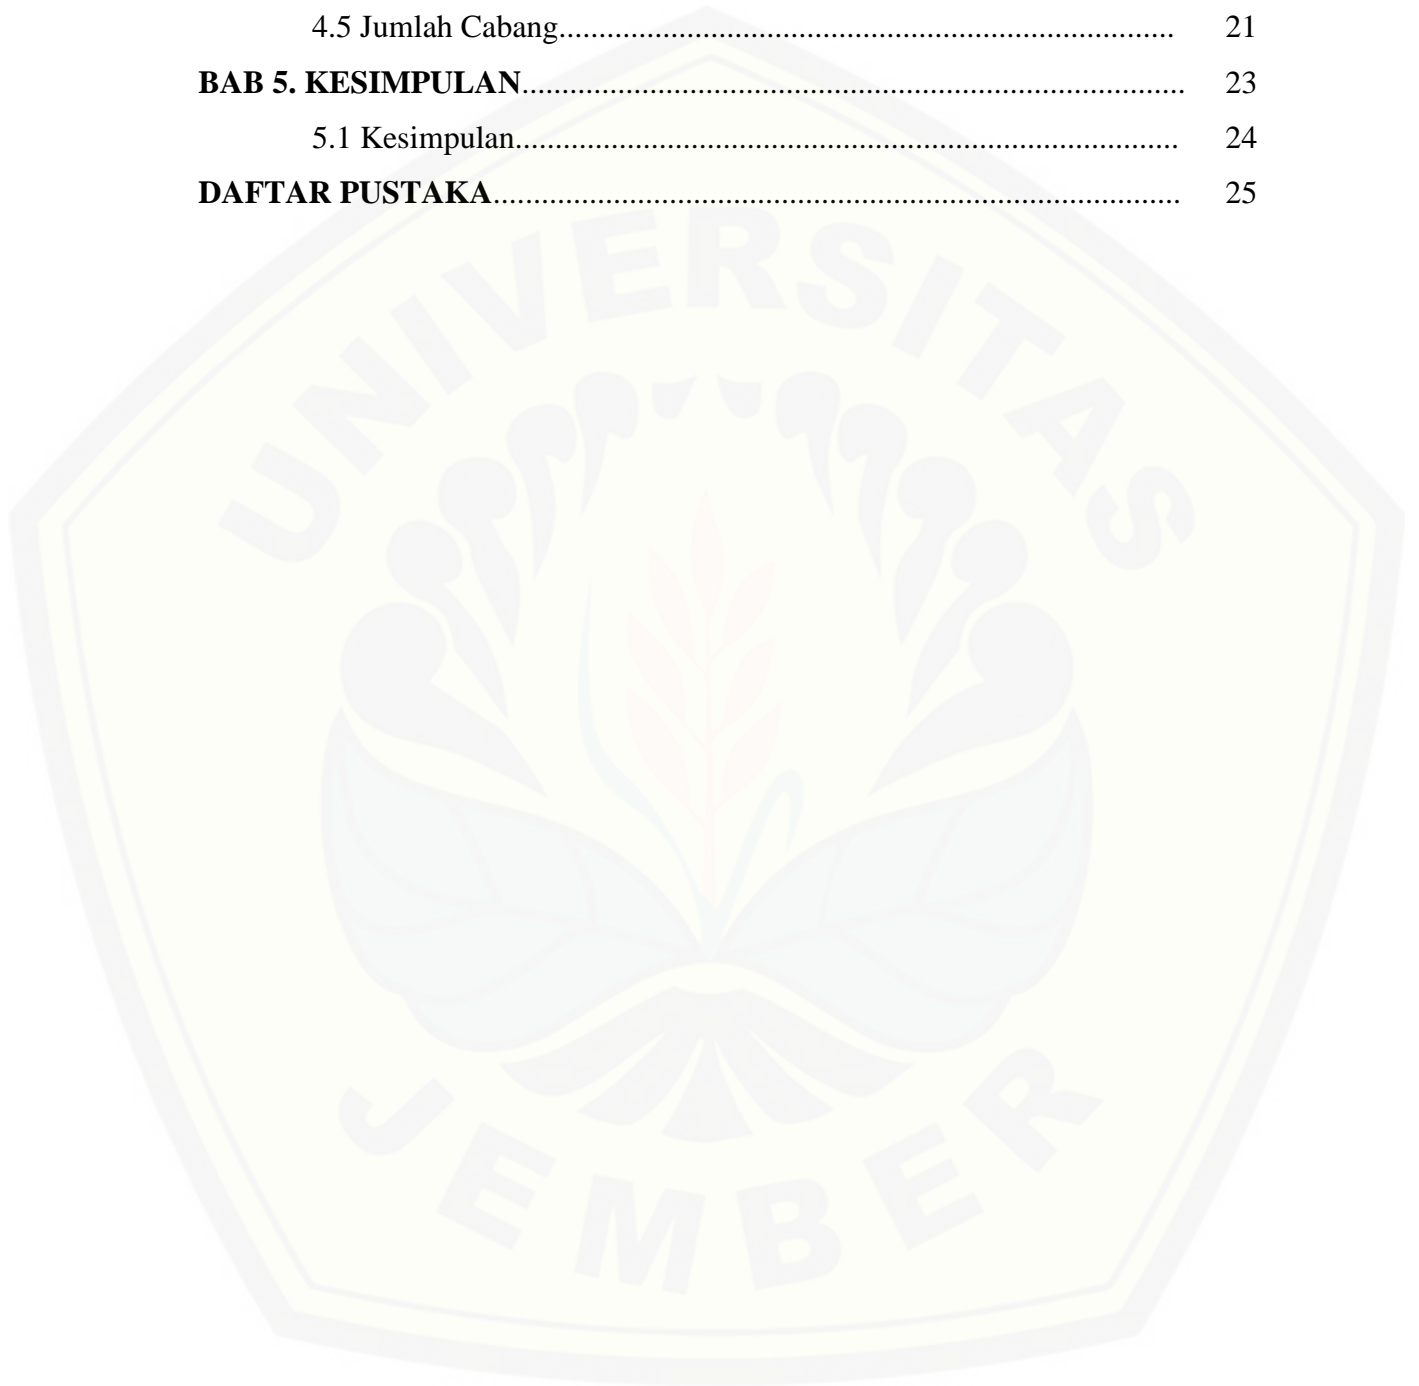 4.5 Jumlah Cabang............................................................................. 21
BAB 5. KESIMPULAN................................................................................... 23
5.1 Kesimpulan................................................................................... 24
DAFTAR PUSTAKA...................................................................................... 25
UNIVERSITAS
JEMBER